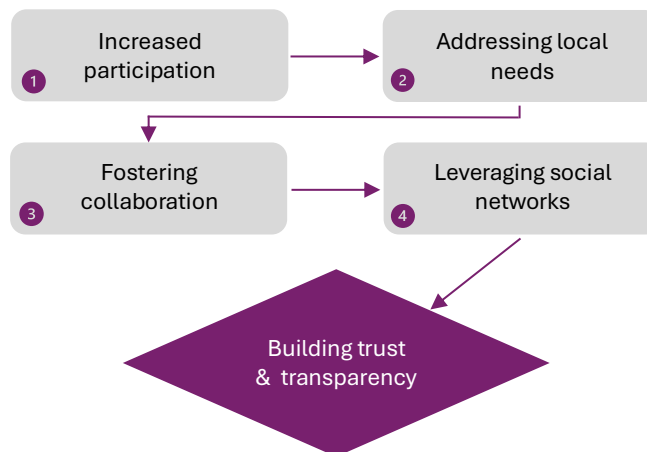 Increased
participation
1
Addressing local
needs
2
Fostering
collaboration
3
Leveraging social
networks
4
Building trust
& transparency